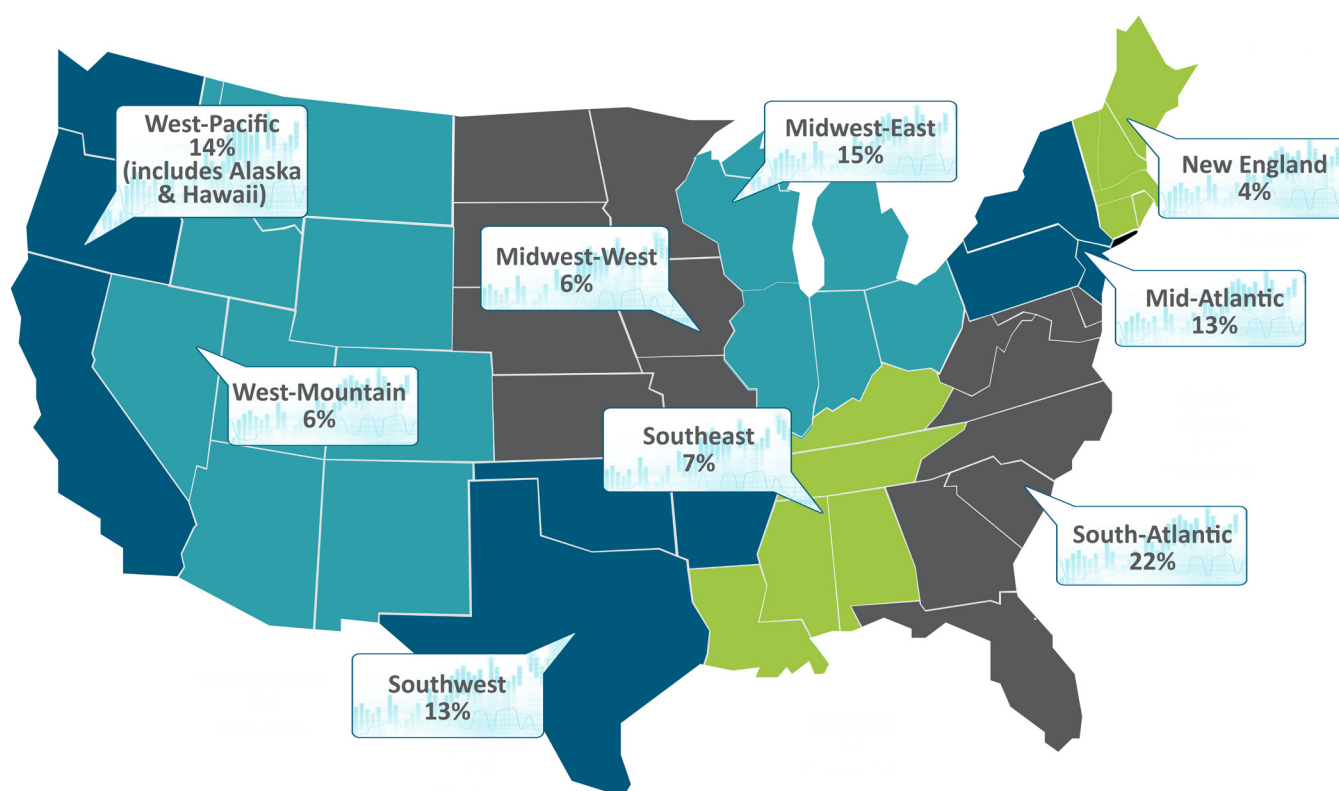 West-Pacific
14%
(includes Alaska
& Hawaii)
Midwest-East
15%
New England
4%
Midwest-West
6%
Mid-Atlantic
13%
West-Mountain
6%
Southeast
7%
South-Atlantic
22%
Southwest
13%